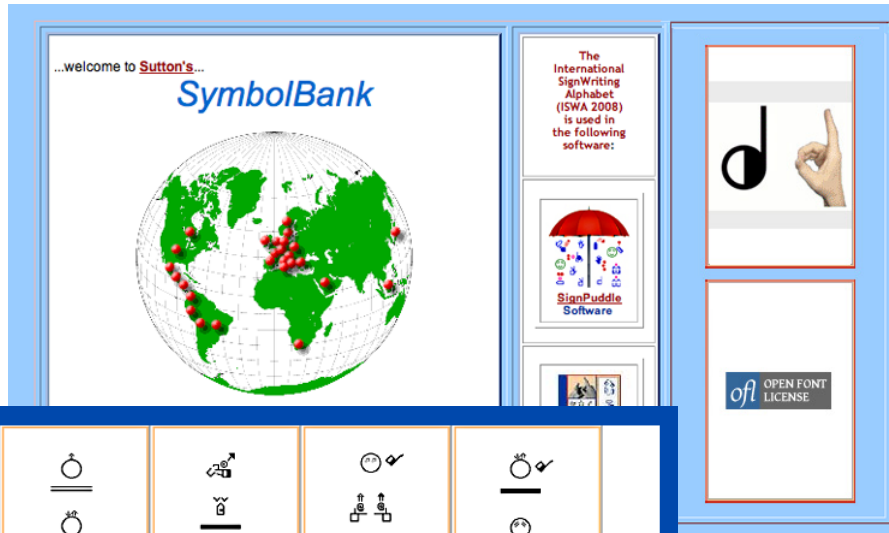 ...welcome to Sutton's...
SymbolBank
The
International
SignWriting
Alphabet
(ISWA 2008)
is used in
the following
software:
SignPuddle
Software
ofl OPEN FONT
LICENSE